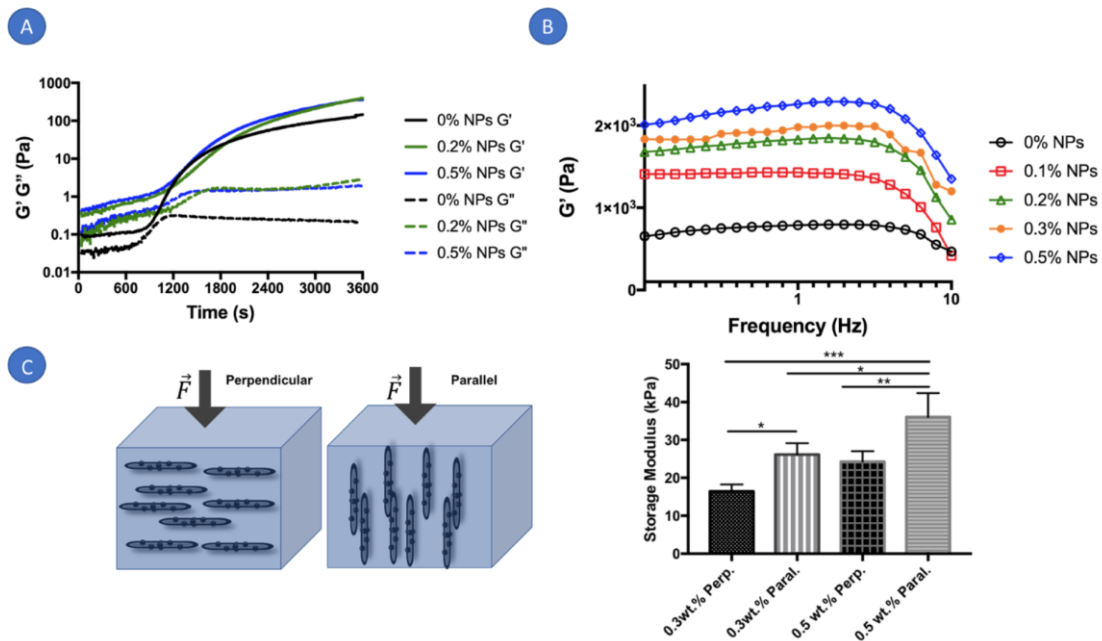 A
B
1000
100
10
1
0.1
0.01
G' G" (Pa)
0
600
1200
1800
2400
3000
3600
Time (s)
0% NPs G'
0.2% NPs G'
0.5% NPs G'
0% NPs G"
0.2% NPs G"
0.5% NPs G"
2×10³
1×10³
0
G' (Pa)
1
10
Frequency (Hz)
0% NPs
0.1% NPs
0.2% NPs
0.3% NPs
0.5% NPs
C
F⃗ Perpendicular
F⃗ Parallel
50
40
30
20
10
0
Storage Modulus (kPa)
***
*
**
*
0.3wt.% Perp.
0.3wt.% Paral.
0.5 wt.% Perp.
0.5 wt.% Paral.